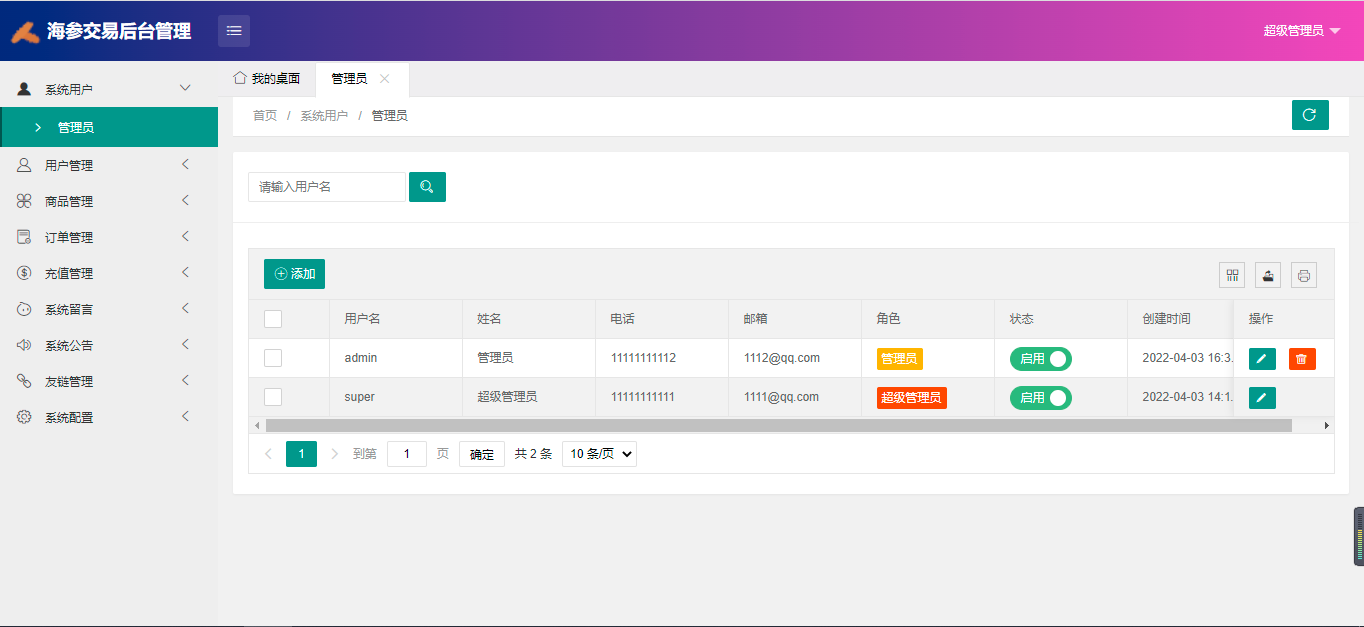 海参交易后台管理
超级管理员
系统用户
管理员
用户管理
商品管理
订单管理
充值管理
系统留言
系统公告
友链管理
系统配置
我的桌面 管理员
首页 / 系统用户 / 管理员
请输入用户名
添加
用户名 姓名 电话 邮箱 角色 状态 创建时间 操作
admin 管理员 11111111112 1112@qq.com 管理员 启用 2022-04-03 16:3.
super 超级管理员 11111111111 1111@qq.com 超级管理员 启用 2022-04-03 14:1.
1 到第 1 页 确定 共 2 条 10 条/页